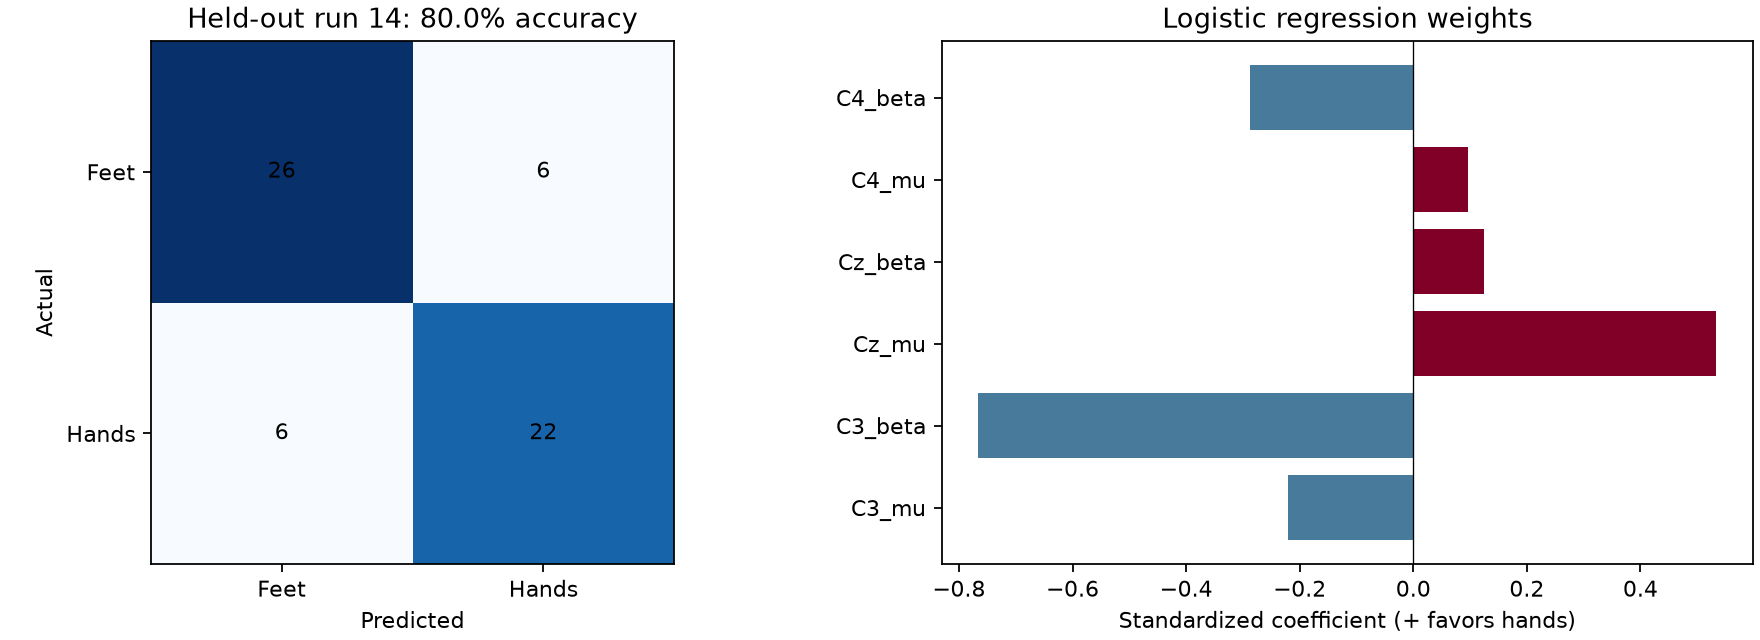 Held-out run 14: 80.0% accuracy
Actual
Feet
Hands
26
6
6
22
Feet
Hands
Predicted
Logistic regression weights
C4_beta
C4_mu
Cz_beta
Cz_mu
C3_beta
C3_mu
−0.8
−0.6
−0.4
−0.2
0.0
0.2
0.4
Standardized coefficient (+ favors hands)